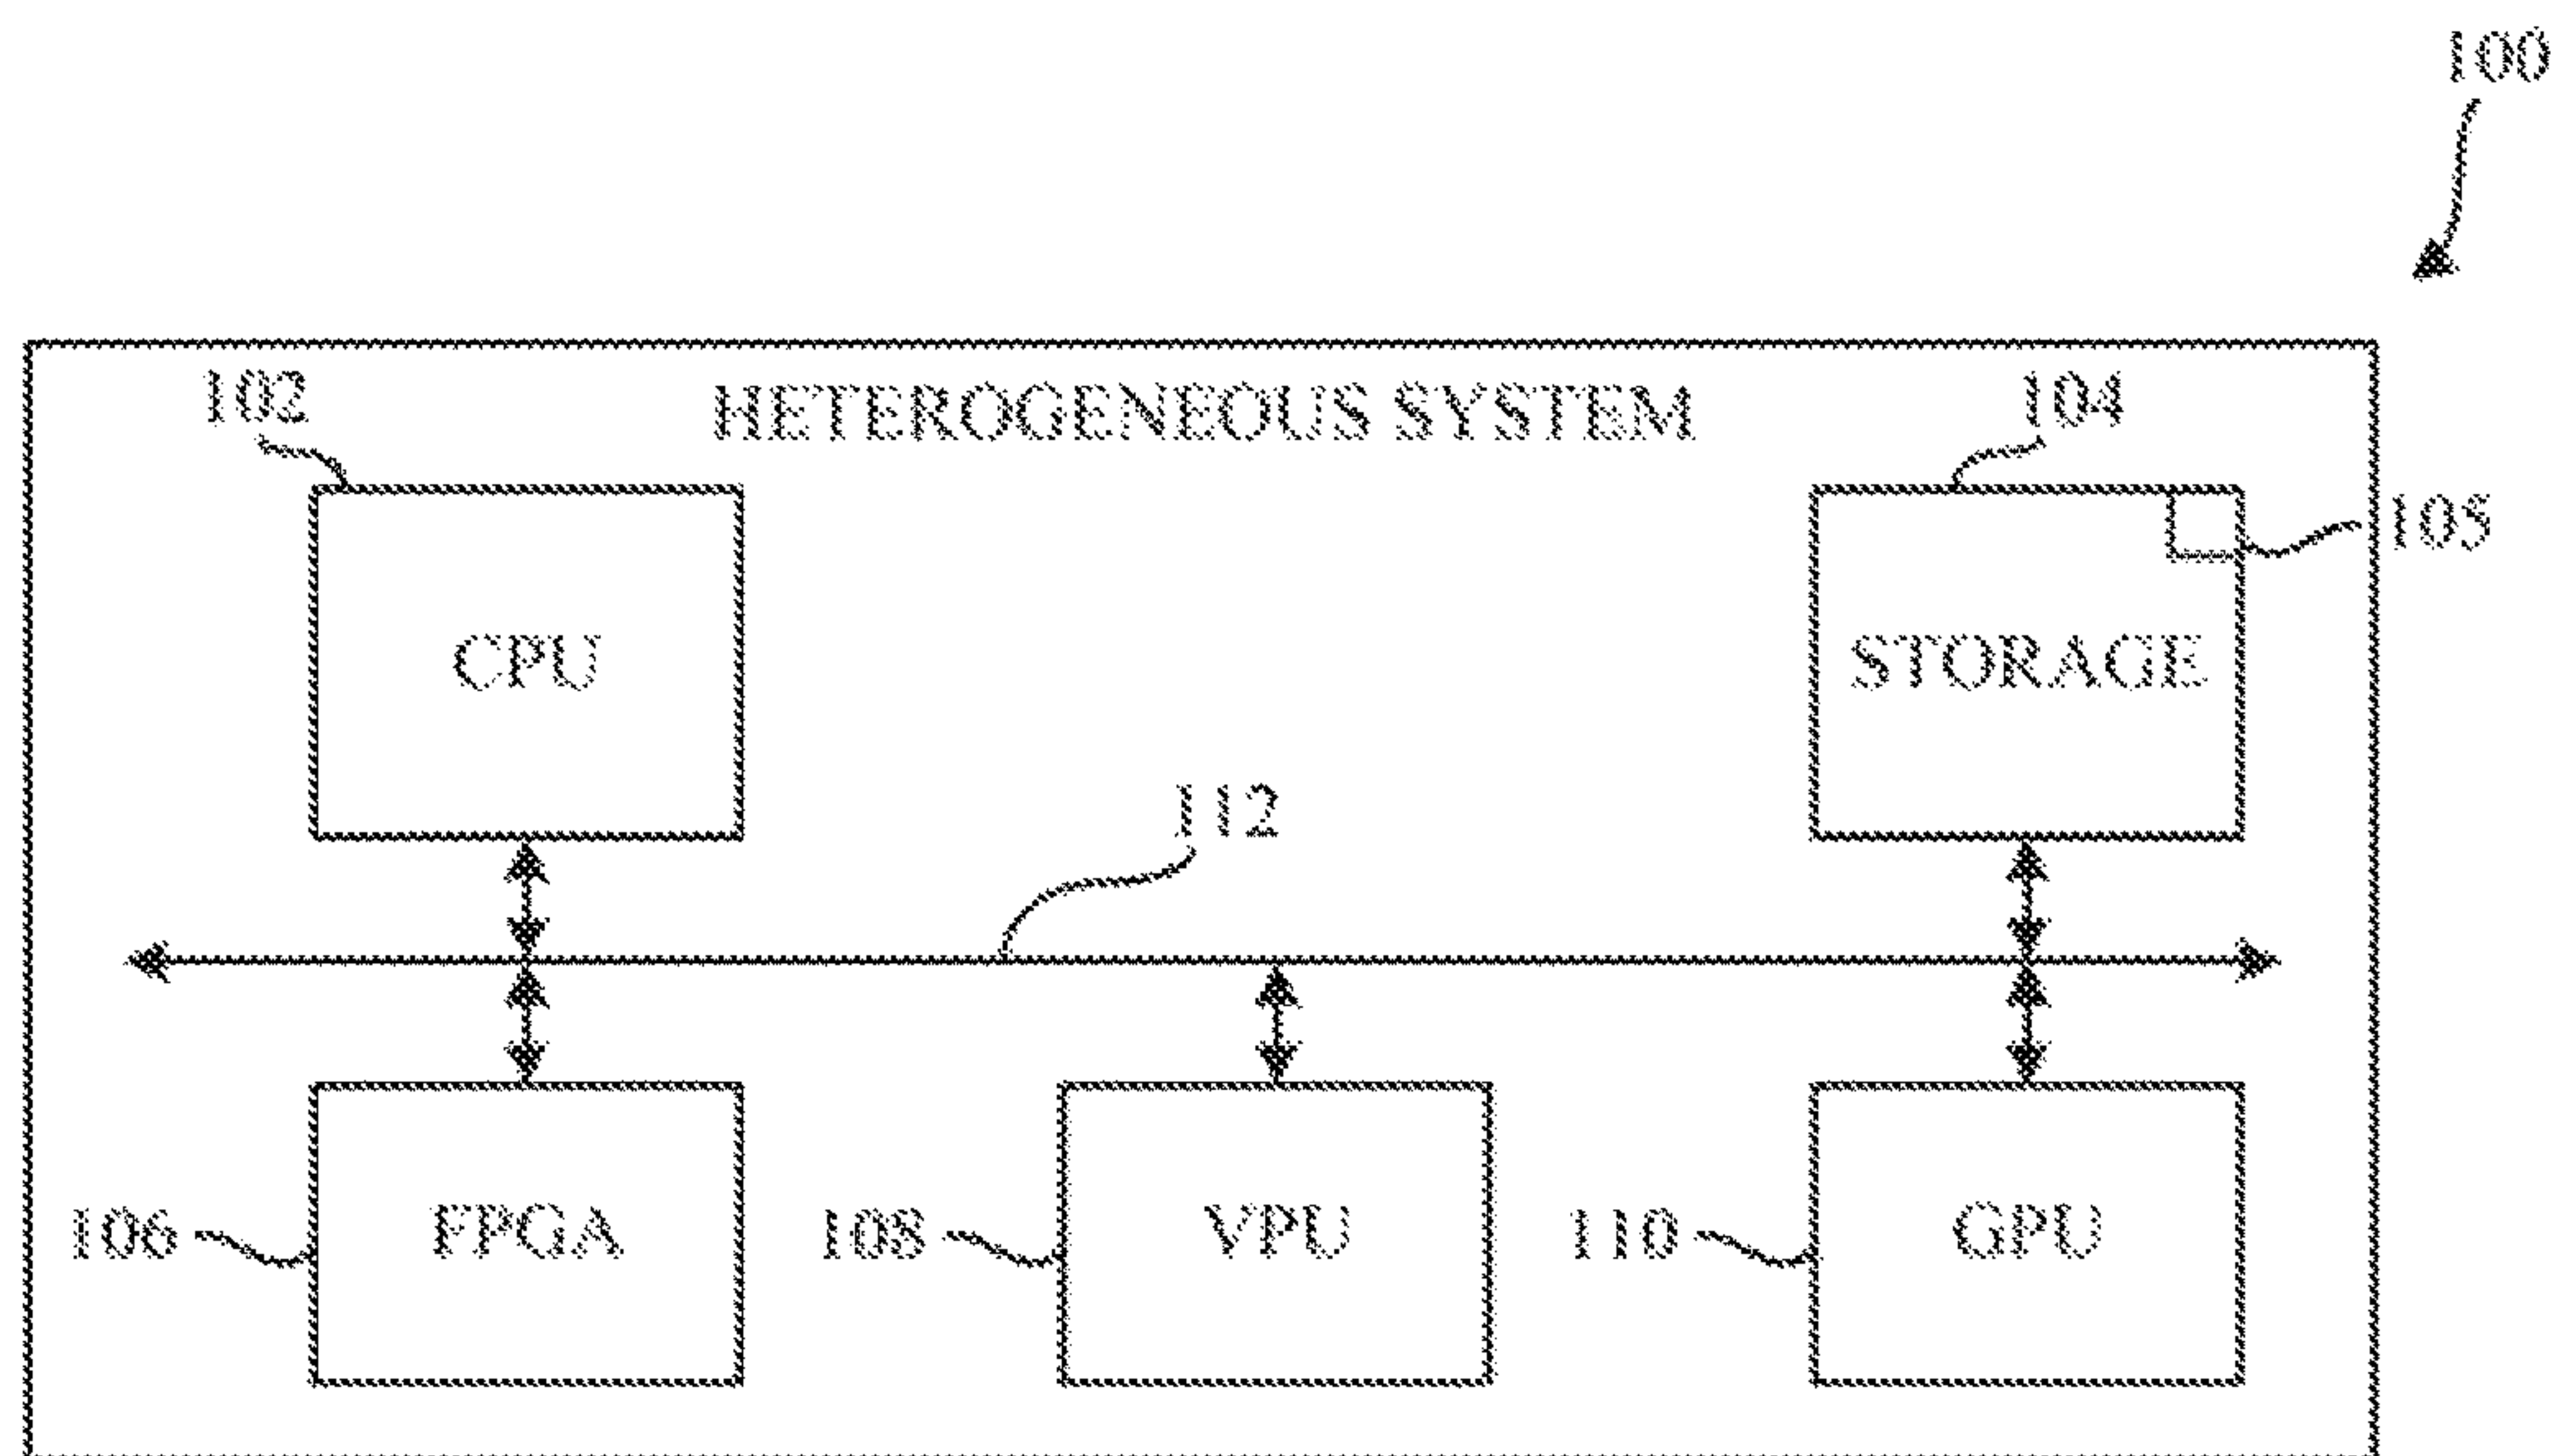 100
HETEROGENEOUS SYSTEM
102
104
105
CPU
STORAGE
112
106
FPGA
108
VPU
110
GPU